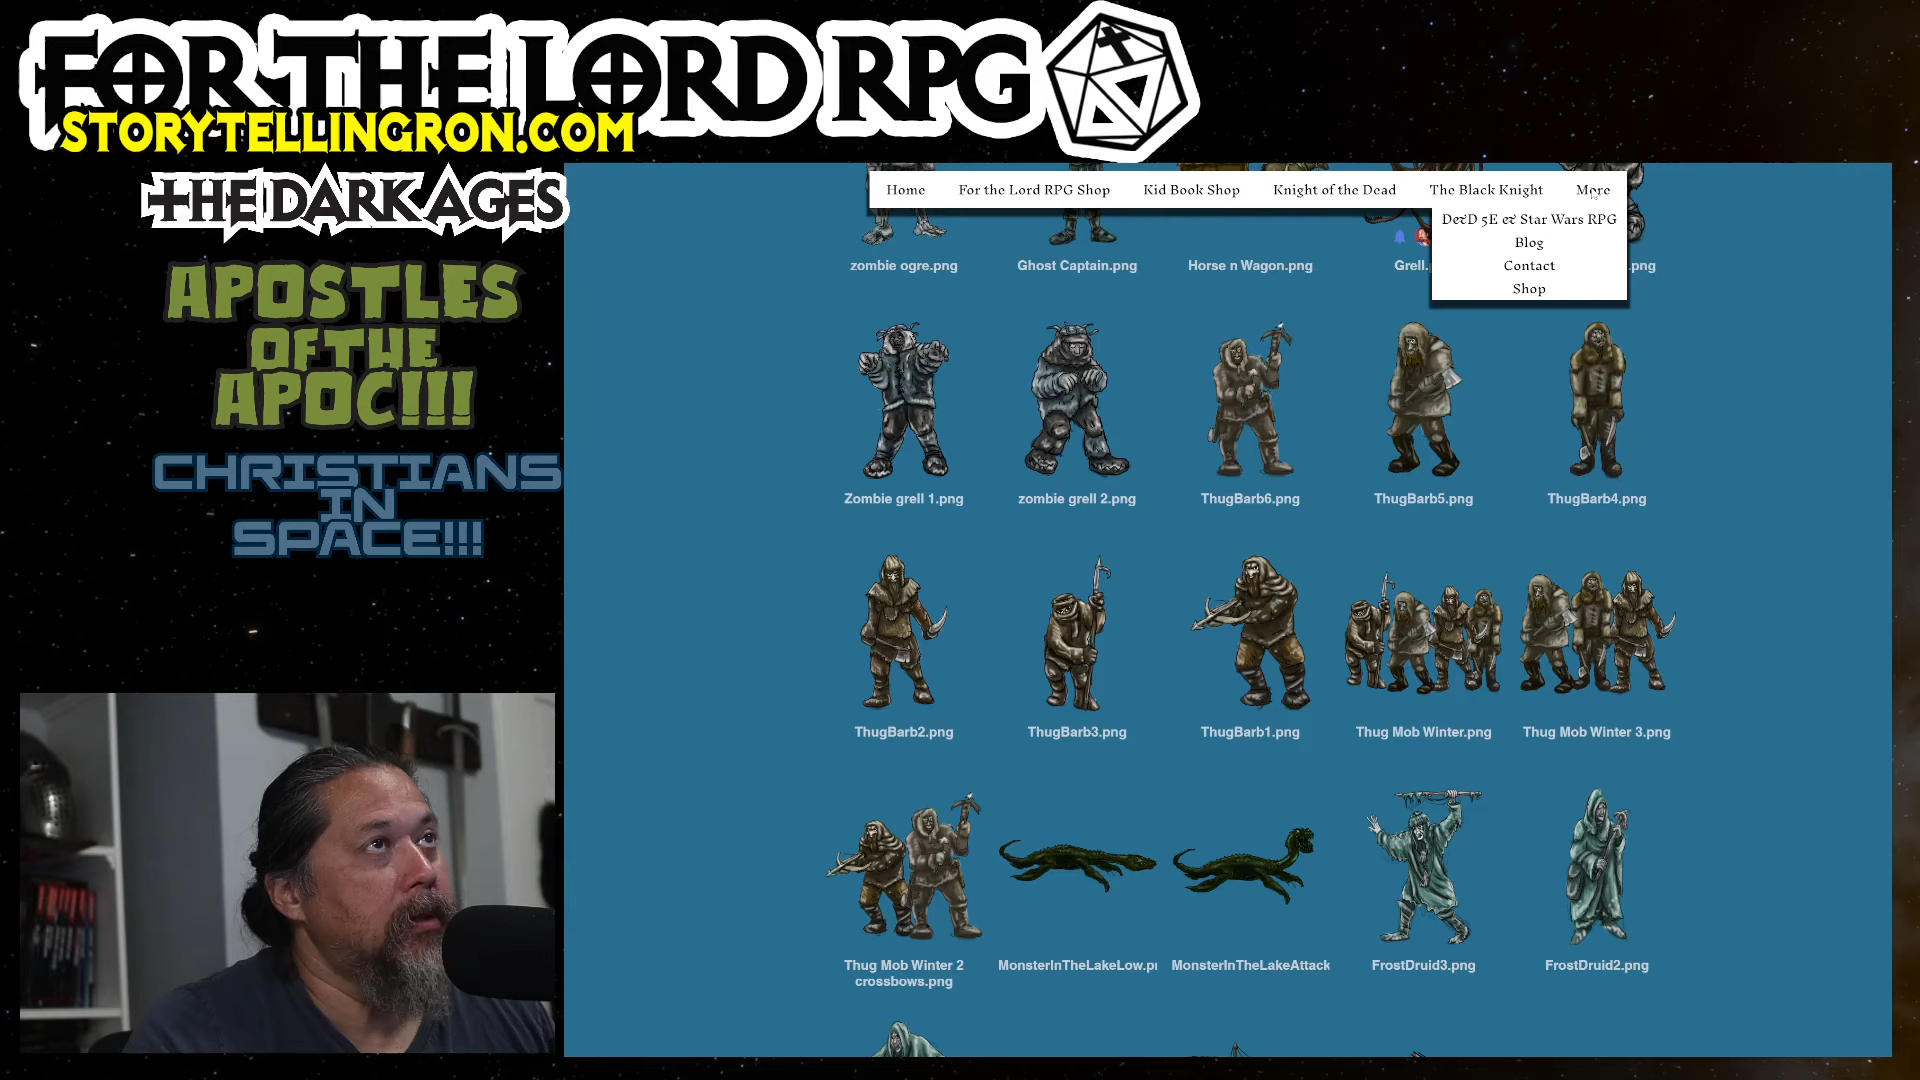 FOR THE LORD RPG
STORYTELLINGRON.COM
THE DARK AGES
APOSTLES
OF THE
APOC!!!
CHRISTIANS
IN
SPACE!!!
Home For the Lord RPG Shop Kid Book Shop Knight of the Dead The Black Knight More
D&D 5E & Star Wars RPG
Blog
Contact
Shop
zombie ogre.png Ghost Captain.png Horse n Wagon.png Grell. .png
Zombie grell 1.png zombie grell 2.png ThugBarb6.png ThugBarb5.png ThugBarb4.png
ThugBarb2.png ThugBarb3.png ThugBarb1.png Thug Mob Winter.png Thug Mob Winter 3.png
Thug Mob Winter 2 MonsterInTheLakeLow.p MonsterInTheLakeAttack FrostDruid3.png FrostDruid2.png
crossbows.png